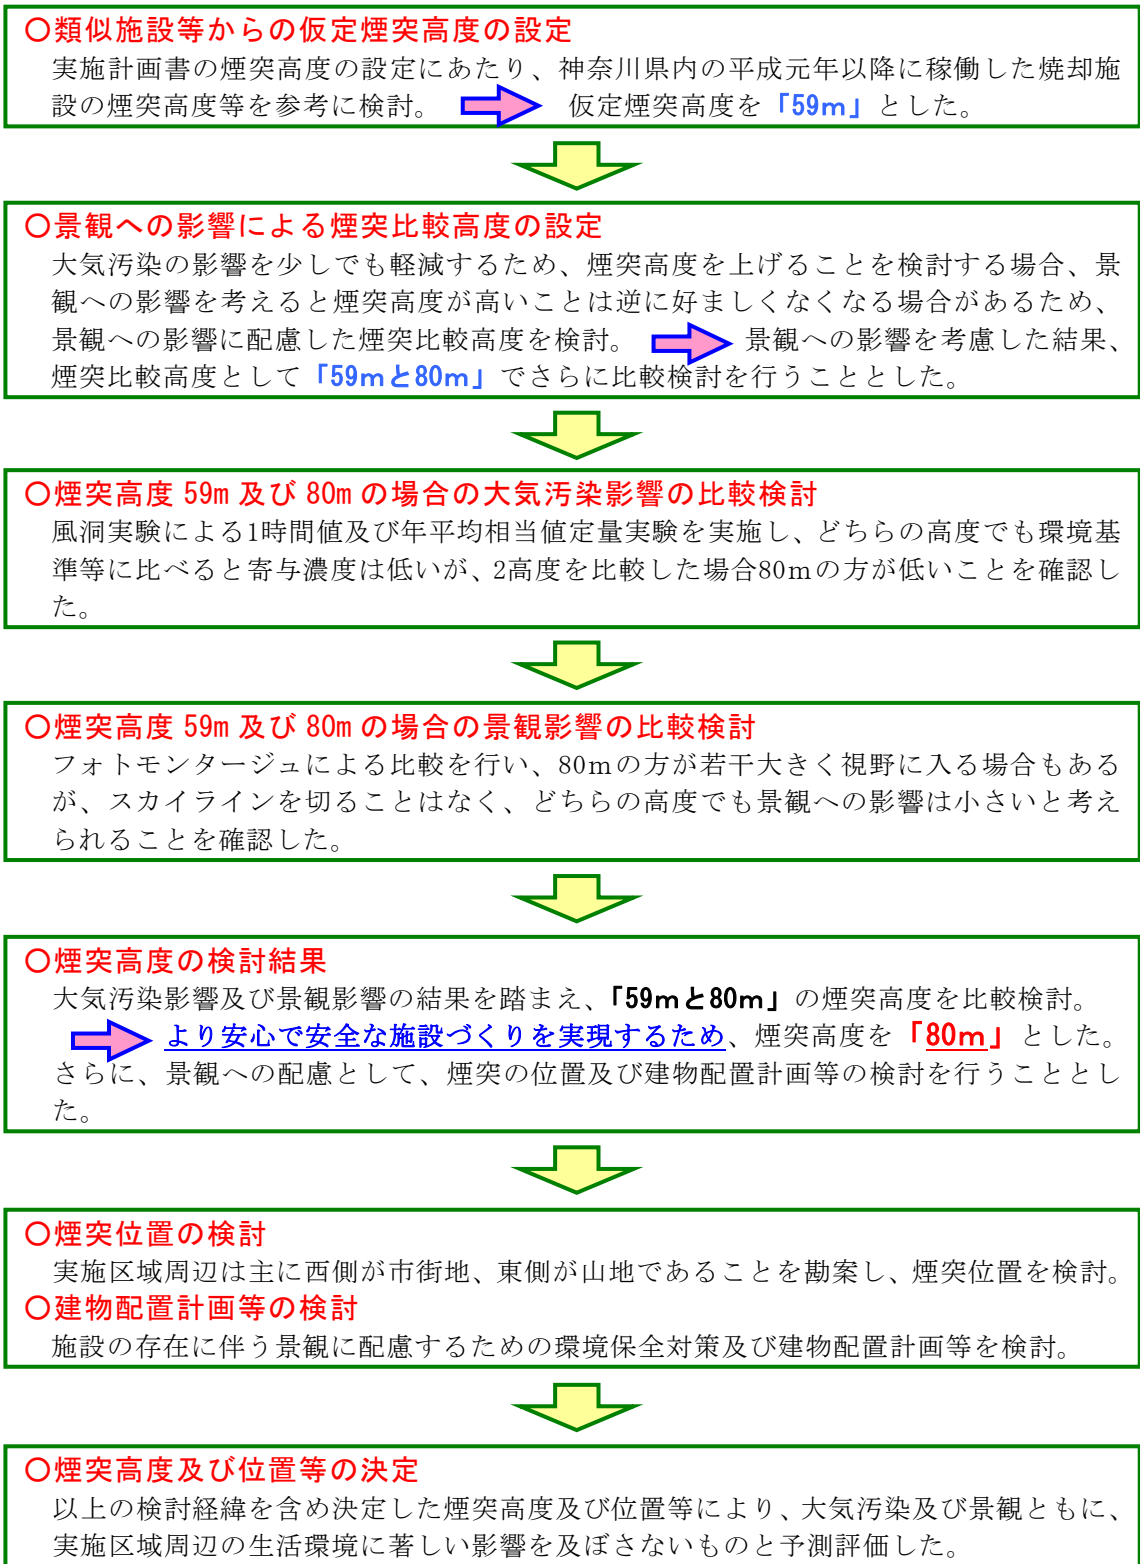 ○類似施設等からの仮定煙突高度の設定
実施計画書の煙突高度の設定にあたり、神奈川県内の平成元年以降に稼働した焼却施
設の煙突高度等を参考に検討。 仮定煙突高度を「59m」とした。
○景観への影響による煙突比較高度の設定
大気汚染の影響を少しでも軽減するため、煙突高度を上げることを検討する場合、景
観への影響を考えると煙突高度が高いことは逆に好ましくなくなる場合があるため、
景観への影響に配慮した煙突比較高度を検討。 景観への影響を考慮した結果、
煙突比較高度として「59mと80m」でさらに比較検討を行うこととした。
○煙突高度 59m 及び 80m の場合の大気汚染影響の比較検討
風洞実験による1時間値及び年平均相当値定量実験を実施し、どちらの高度でも環境基
準等に比べると寄与濃度は低いが、2高度を比較した場合80mの方が低いことを確認し
た。
○煙突高度 59m 及び 80m の場合の景観影響の比較検討
フォトモンタージュによる比較を行い、80mの方が若干大きく視野に入る場合もある
が、スカイラインを切ることはなく、どちらの高度でも景観への影響は小さいと考え
られることを確認した。
○煙突高度の検討結果
大気汚染影響及び景観影響の結果を踏まえ、「59mと80m」の煙突高度を比較検討。
より安心で安全な施設づくりを実現するため、煙突高度を「80m」とした。
さらに、景観への配慮として、煙突の位置及び建物配置計画等の検討を行うこととし
た。
○煙突位置の検討
実施区域周辺は主に西側が市街地、東側が山地であることを勘案し、煙突位置を検討。
○建物配置計画等の検討
施設の存在に伴う景観に配慮するための環境保全対策及び建物配置計画等を検討。
○煙突高度及び位置等の決定
以上の検討経緯を含め決定した煙突高度及び位置等により、大気汚染及び景観ともに、
実施区域周辺の生活環境に著しい影響を及ぼさないものと予測評価した。